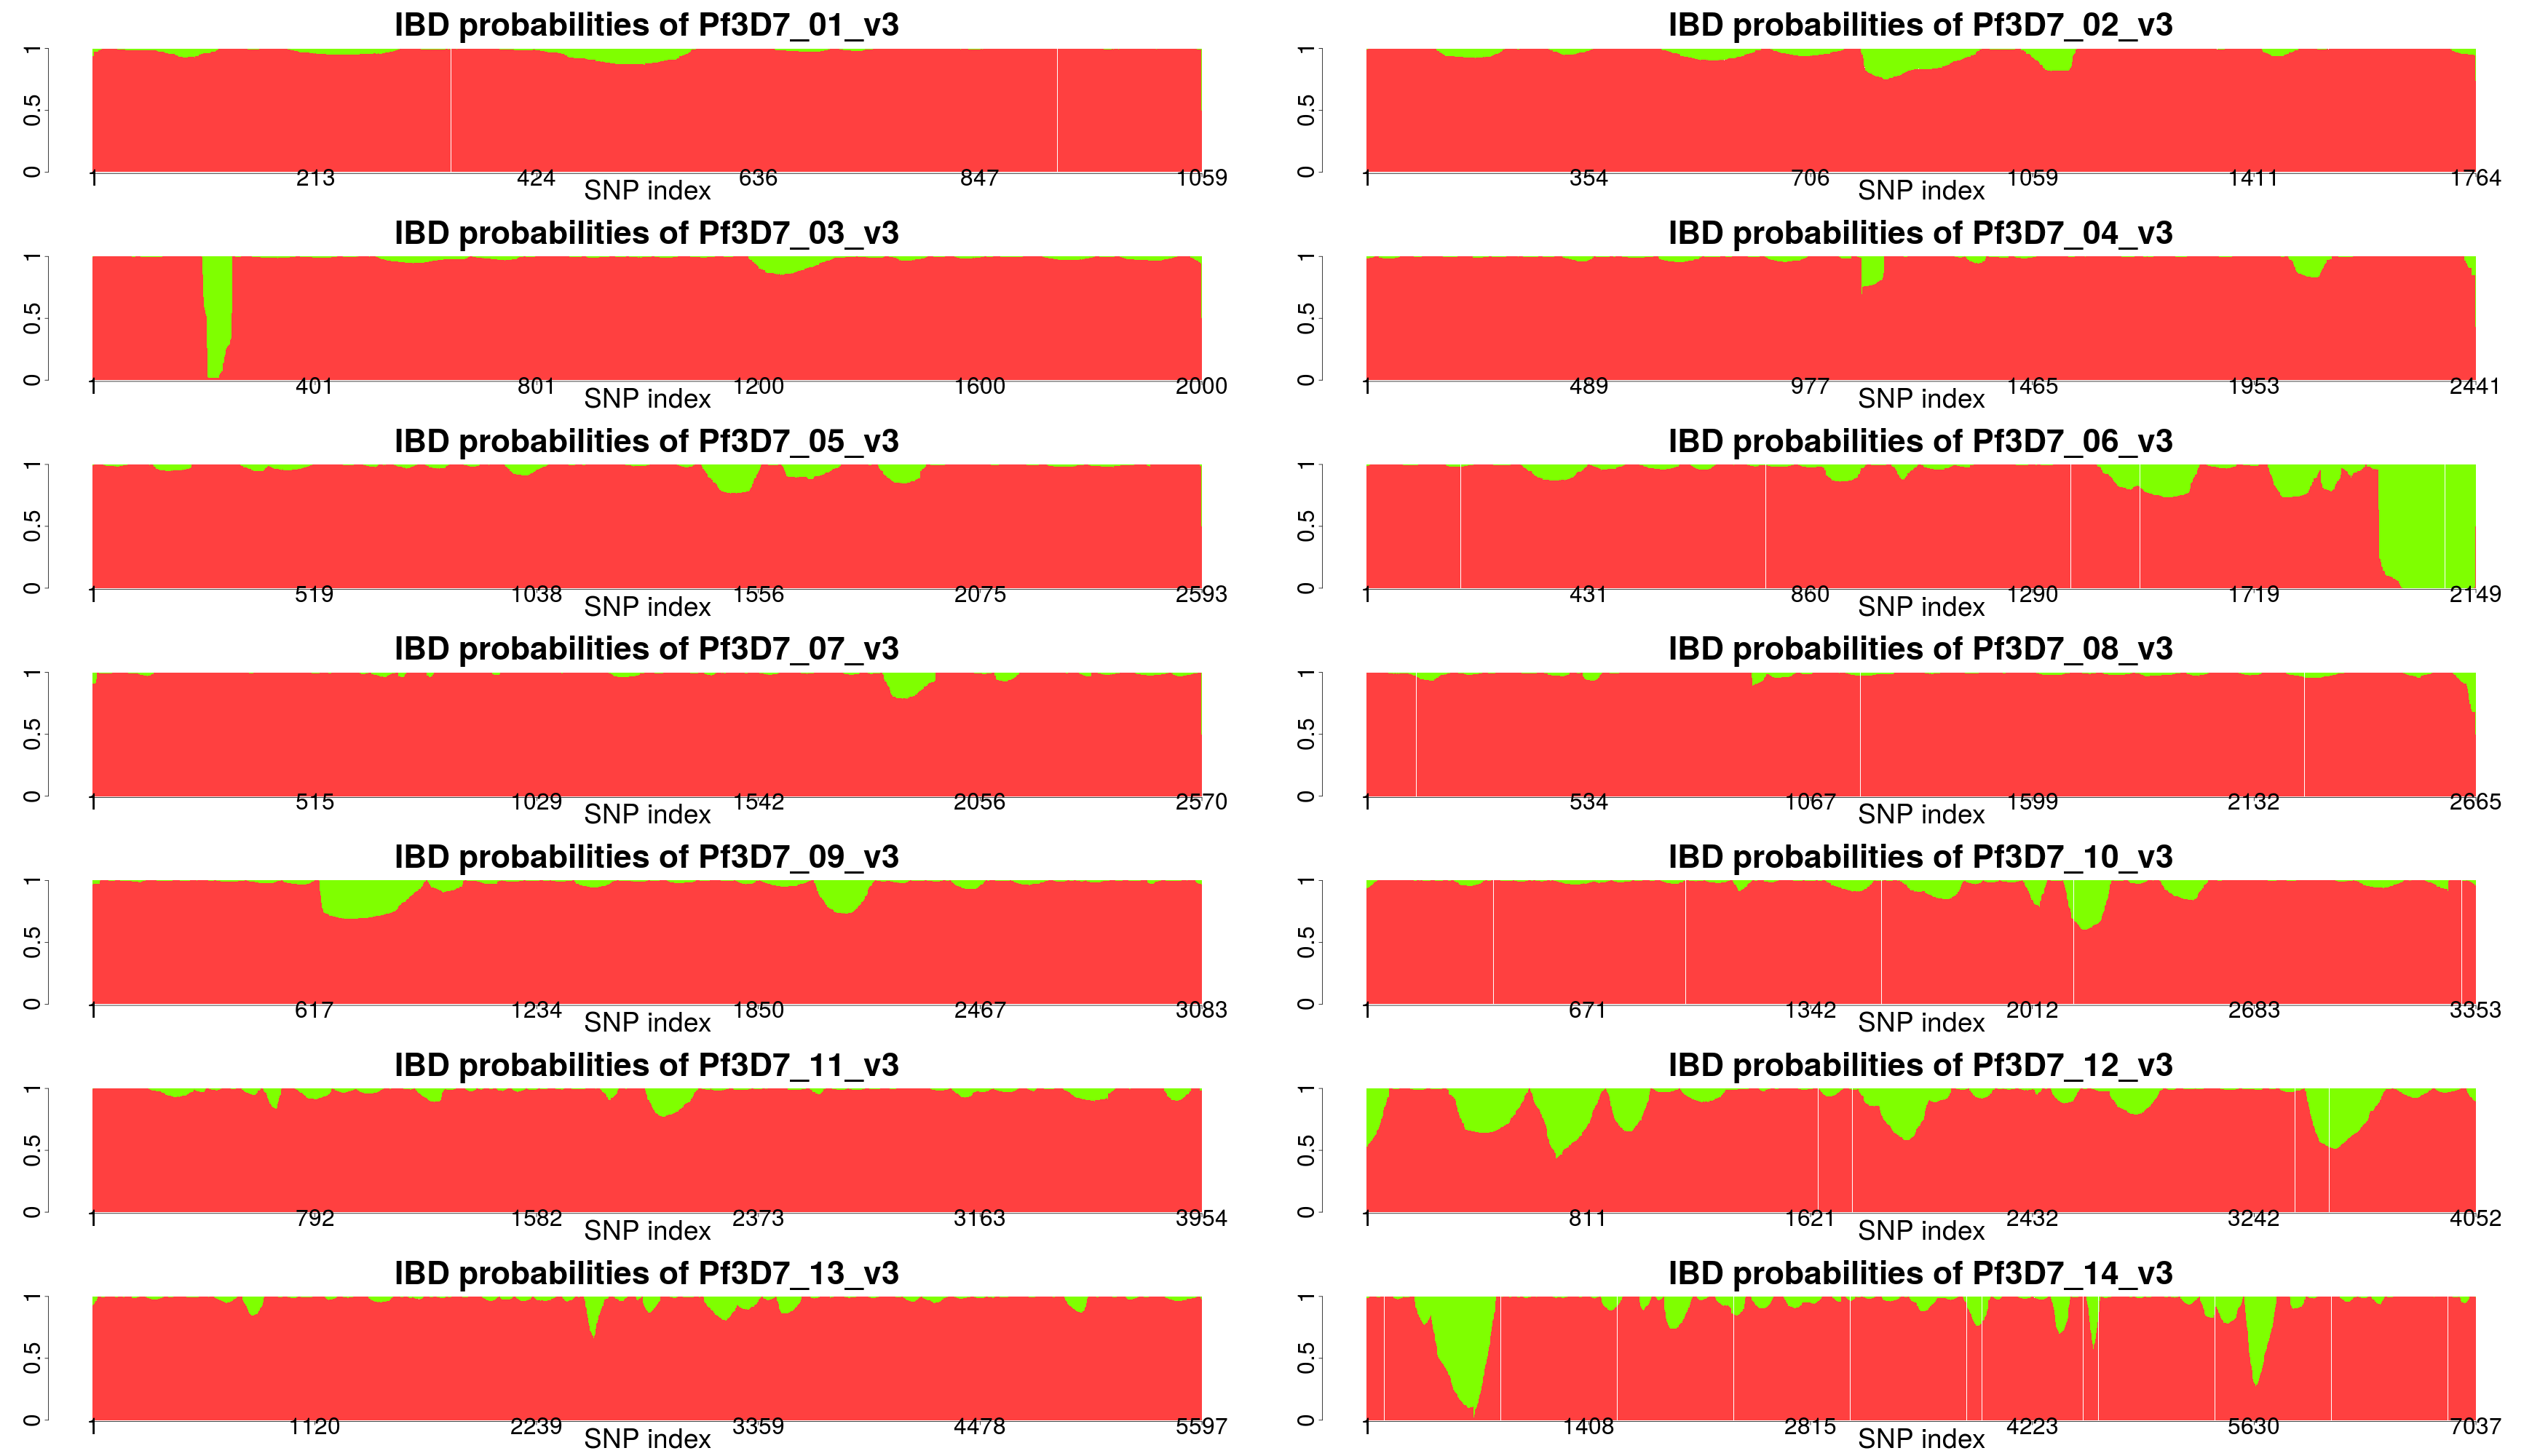 IBD probabilities of Pf3D7_01_v3
0 0.5 1
1 213 424 636 847 1059
SNP index
IBD probabilities of Pf3D7_02_v3
0 0.5 1
1 354 706 1059 1411 1764
SNP index
IBD probabilities of Pf3D7_03_v3
0 0.5 1
1 401 801 1200 1600 2000
SNP index
IBD probabilities of Pf3D7_04_v3
0 0.5 1
1 489 977 1465 1953 2441
SNP index
IBD probabilities of Pf3D7_05_v3
0 0.5 1
1 519 1038 1556 2075 2593
SNP index
IBD probabilities of Pf3D7_06_v3
0 0.5 1
1 431 860 1290 1719 2149
SNP index
IBD probabilities of Pf3D7_07_v3
0 0.5 1
1 515 1029 1542 2056 2570
SNP index
IBD probabilities of Pf3D7_08_v3
0 0.5 1
1 534 1067 1599 2132 2665
SNP index
IBD probabilities of Pf3D7_09_v3
0 0.5 1
1 617 1234 1850 2467 3083
SNP index
IBD probabilities of Pf3D7_10_v3
0 0.5 1
1 671 1342 2012 2683 3353
SNP index
IBD probabilities of Pf3D7_11_v3
0 0.5 1
1 792 1582 2373 3163 3954
SNP index
IBD probabilities of Pf3D7_12_v3
0 0.5 1
1 811 1621 2432 3242 4052
SNP index
IBD probabilities of Pf3D7_13_v3
0 0.5 1
1 1120 2239 3359 4478 5597
SNP index
IBD probabilities of Pf3D7_14_v3
0 0.5 1
1 1408 2815 4223 5630 7037
SNP index